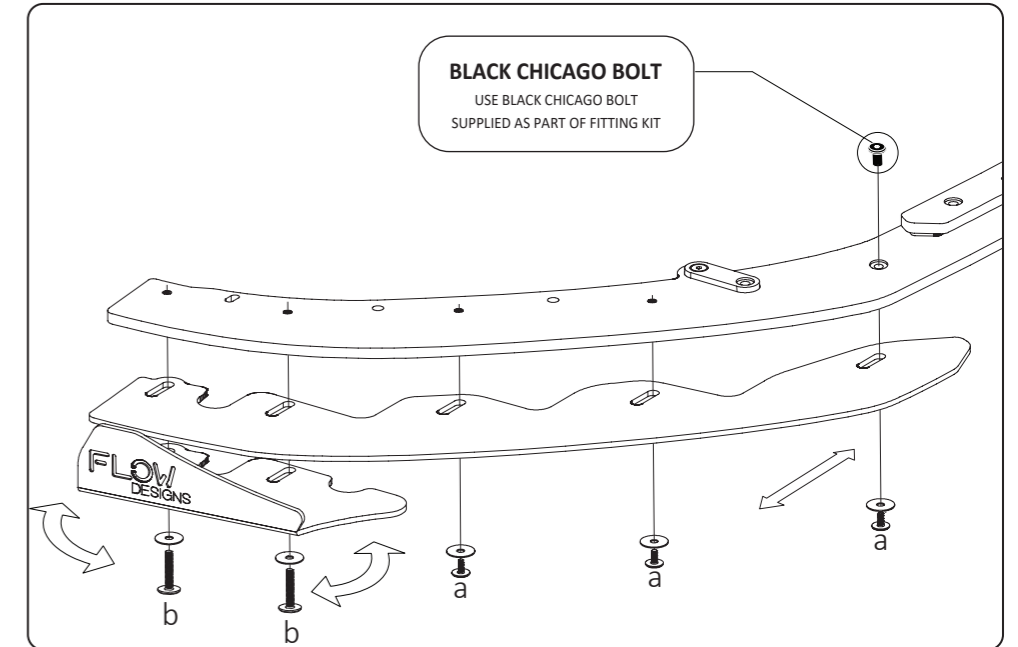 BLACK CHICAGO BOLT
USE BLACK CHICAGO BOLT
SUPPLIED AS PART OF FITTING KIT
FLOW
DESIGNS
a
a
a
b
b